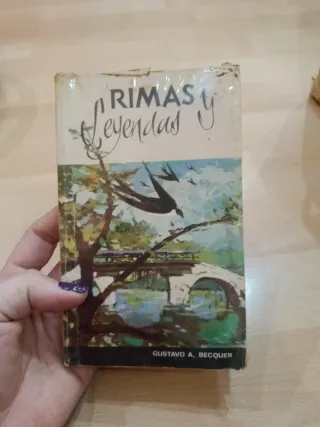 RIMAS y
Leyendas
GUSTAVO A. BECQUER